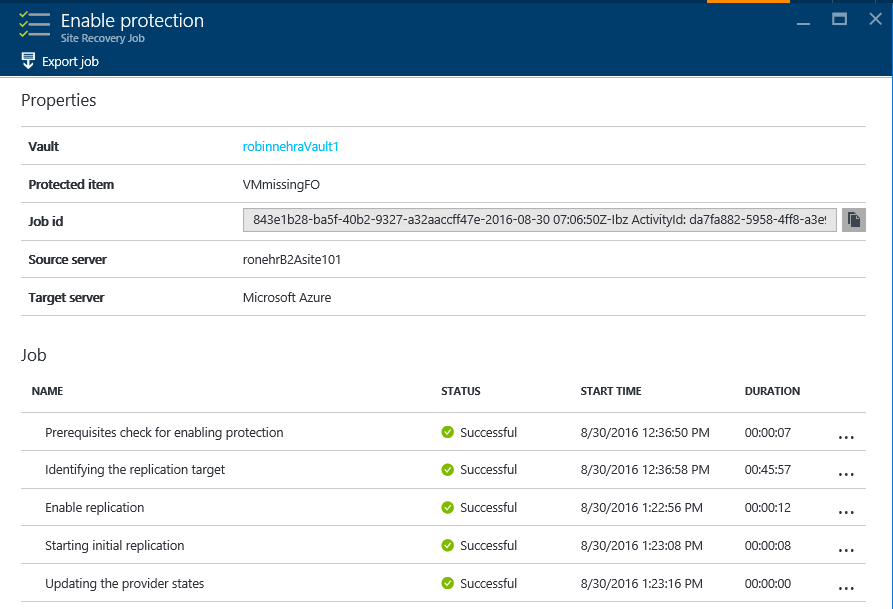 Enable protection
Site Recovery Job
Export job
Properties
Vault robinnehraVault1
Protected item VMmissingFO
Job id 843e1b28-ba5f-40b2-9327-a32aaccff47e-2016-08-30 07:06:50Z-Ibz ActivityId: da7fa882-5958-4ff8-a3e9
Source server ronehrB2Asite101
Target server Microsoft Azure
Job
NAME STATUS START TIME DURATION
Prerequisites check for enabling protection Successful 8/30/2016 12:36:50 PM 00:00:07 ...
Identifying the replication target Successful 8/30/2016 12:36:58 PM 00:45:57 ...
Enable replication Successful 8/30/2016 1:22:56 PM 00:00:12 ...
Starting initial replication Successful 8/30/2016 1:23:08 PM 00:00:08 ...
Updating the provider states Successful 8/30/2016 1:23:16 PM 00:00:00 ...